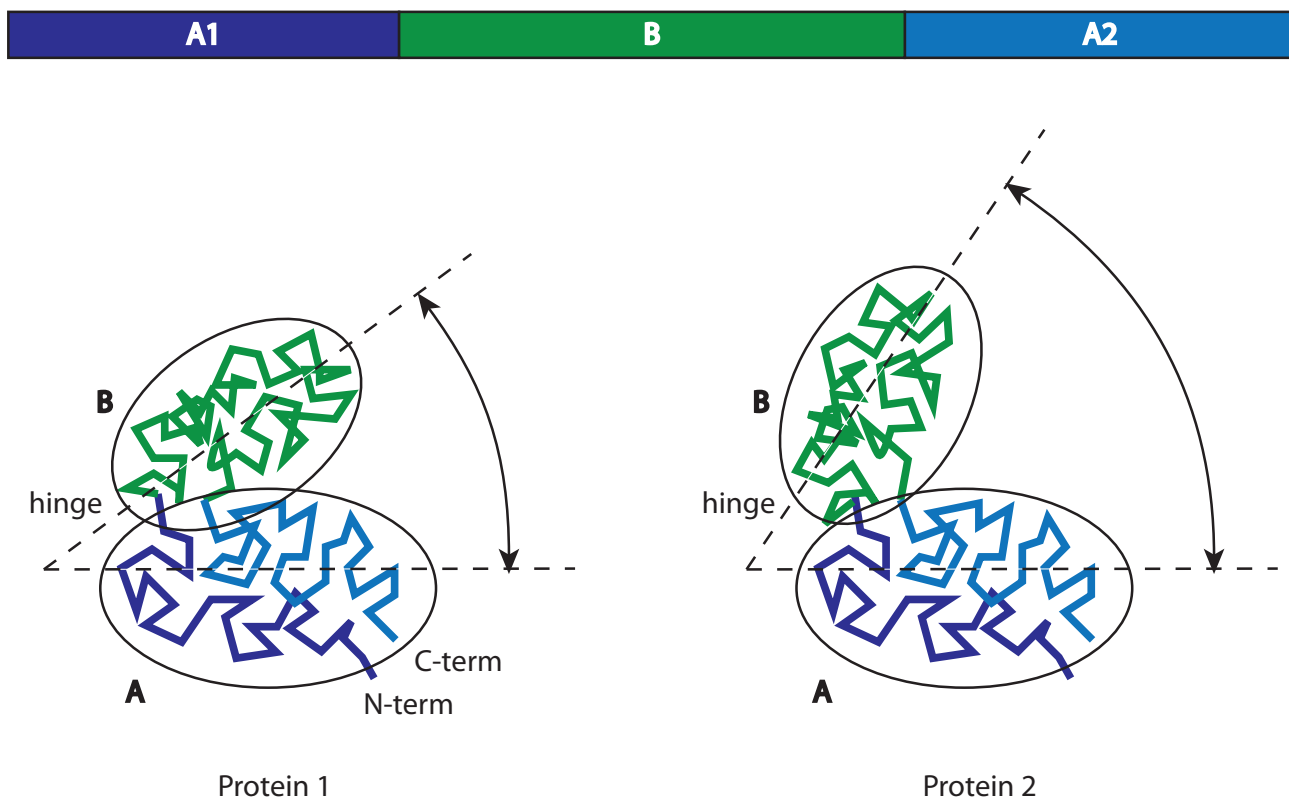 A1 B A2
B B
hinge hinge
C-term
A N-term A
Protein 1 Protein 2